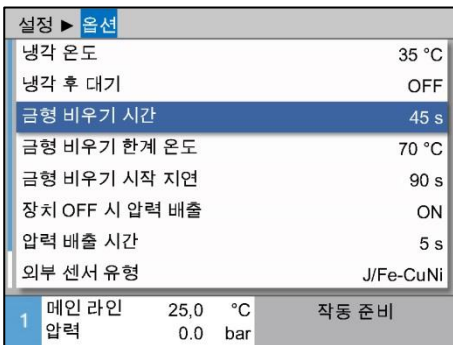 설정 ▶ 옵션
냉각 온도 35 °C
냉각 후 대기 OFF
금형 비우기 시간 45 s
금형 비우기 한계 온도 70 °C
금형 비우기 시작 지연 90 s
장치 OFF 시 압력 배출 ON
압력 배출 시간 5 s
외부 센서 유형 J/Fe-CuNi
1 메인 라인 25,0 °C 작동 준비
압력 0.0 bar